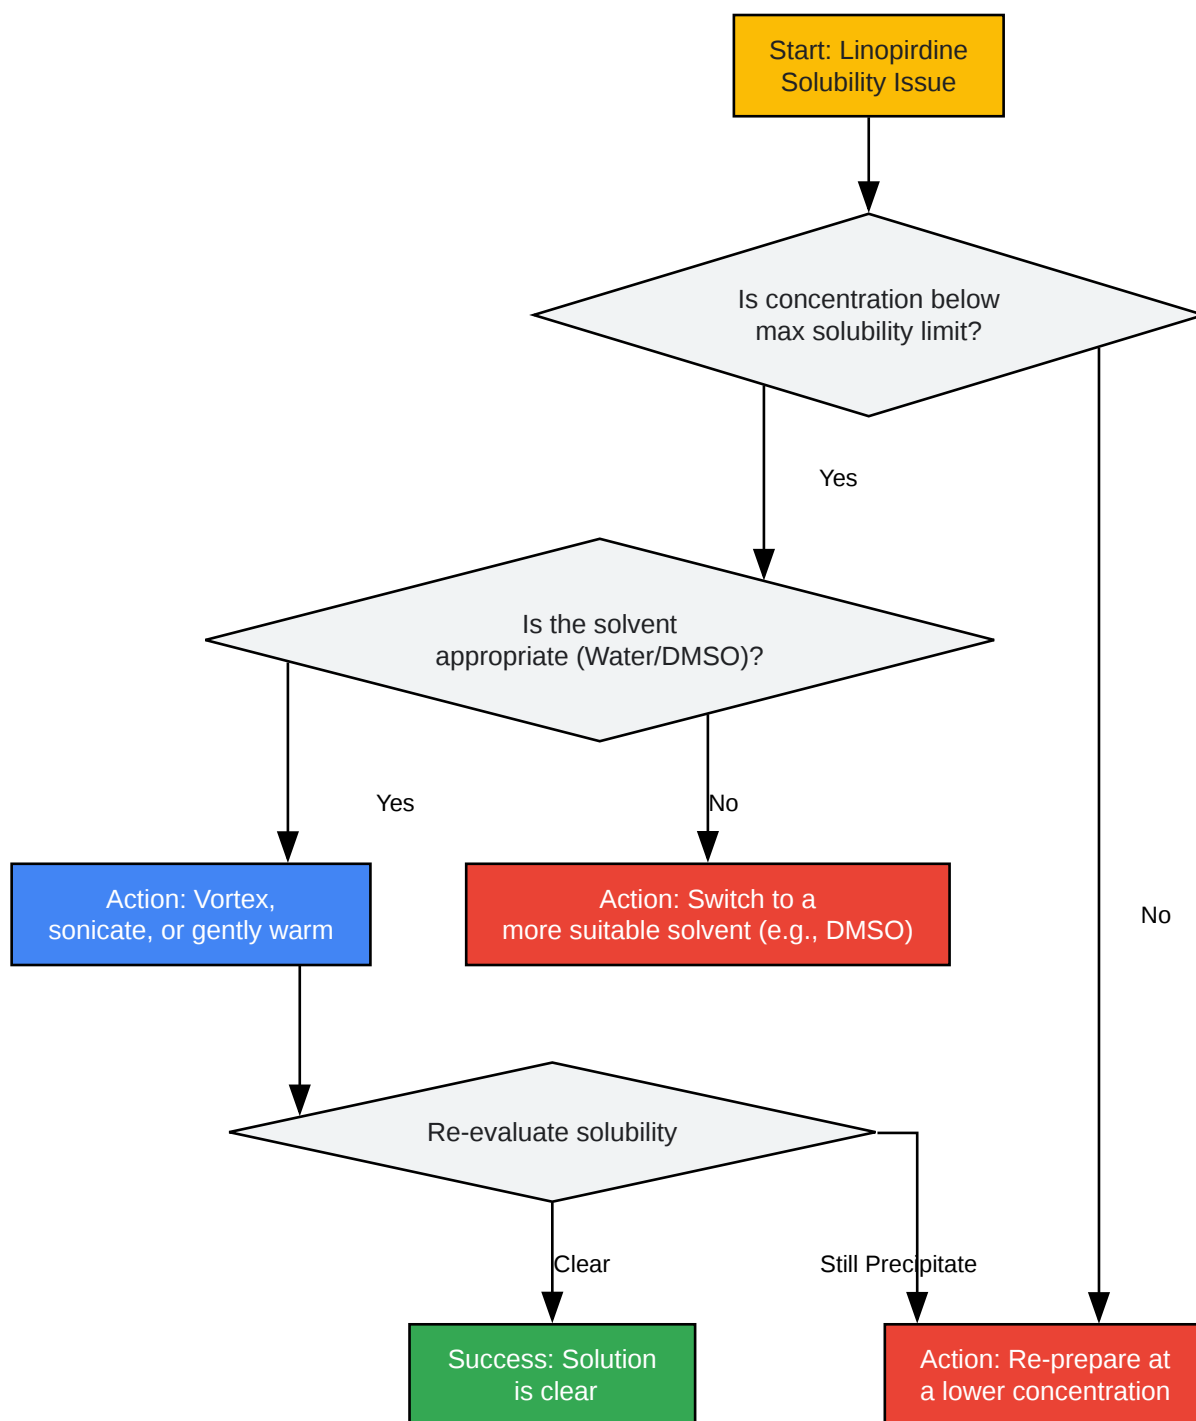 Start: Linopirdine
Solubility Issue
Is concentration below
max solubility limit?
Yes
Is the solvent
appropriate (Water/DMSO)?
Yes
No
Action: Vortex,
sonicate, or gently warm
Action: Switch to a
more suitable solvent (e.g., DMSO)
No
Re-evaluate solubility
Clear
Still Precipitate
Success: Solution
is clear
Action: Re-prepare at
a lower concentration